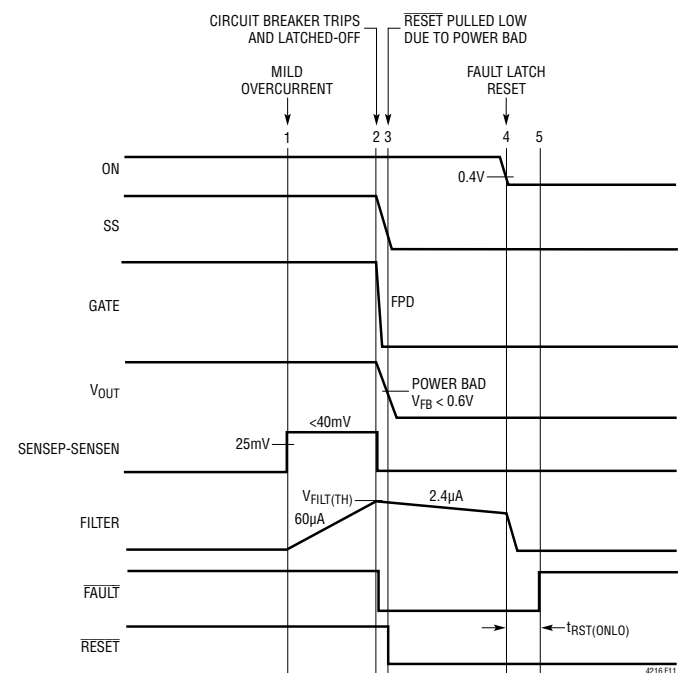 CIRCUIT BREAKER TRIPS
AND LATCHED-OFF
RESET PULLED LOW
DUE TO POWER BAD
MILD
OVERCURRENT
FAULT LATCH
RESET
1
2
3
4
5
ON
0.4V
SS
GATE
FPD
VOUT
POWER BAD
VFB < 0.6V
SENSEP-SENSEN
25mV
<40mV
FILTER
VFILT(TH)
60µA
2.4µA
FAULT
tRST(ONLO)
RESET
4216 F11